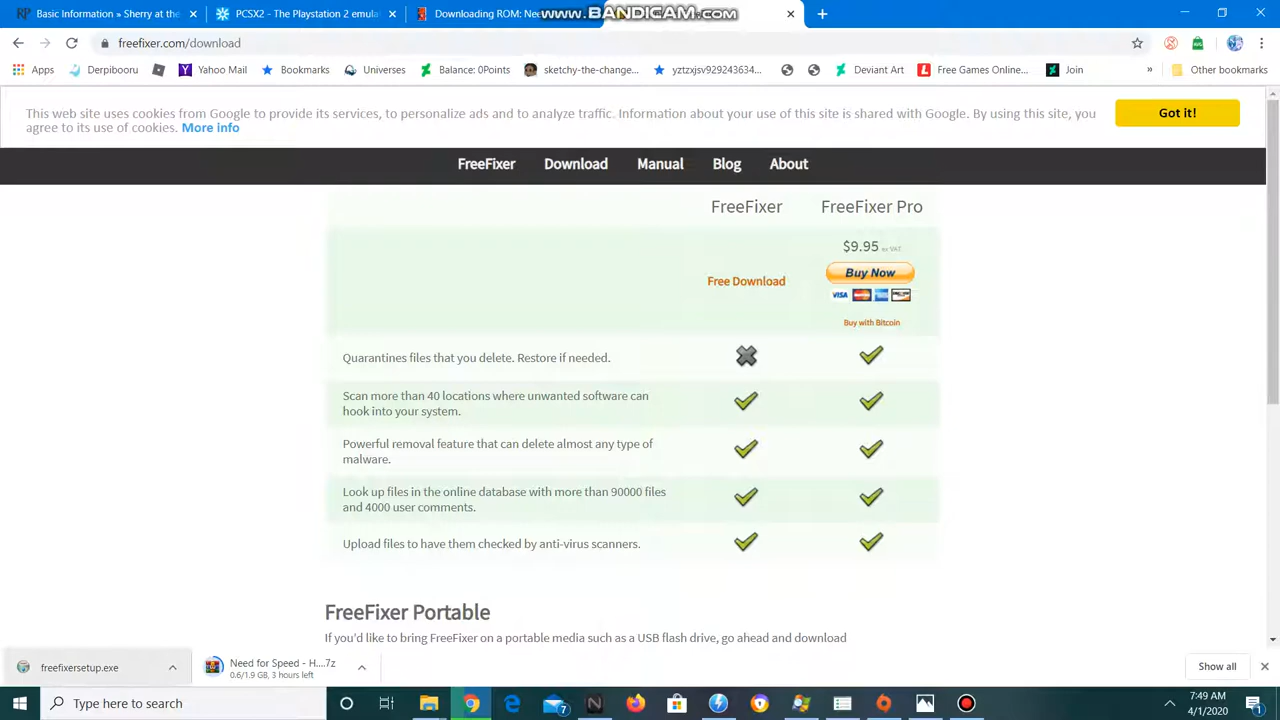 Basic Information » Sherry at the
PCSX2 - The Playstation 2 emula
Downloading ROM: Nee
www.BANDICAM.com
freefixer.com/download
Apps
Derpibooru
Yahoo Mail
Bookmarks
Universes
Balance: 0Points
sketchy-the-change...
yztzxjsv929243634...
Deviant Art
Free Games Online...
Join
»
Other bookmarks
This web site uses cookies from Google to provide its services, to personalize ads and to analyze traffic. Information about your use of this site is shared with Google. By using this site, you
agree to its use of cookies. More info
Got it!
FreeFixer Download Manual Blog About
FreeFixer FreeFixer Pro
$9.95 ex VAT
Free Download
Buy Now
VISA
Buy with Bitcoin
Quarantines files that you delete. Restore if needed.
Scan more than 40 locations where unwanted software can
hook into your system.
Powerful removal feature that can delete almost any type of
malware.
Look up files in the online database with more than 90000 files
and 4000 user comments.
Upload files to have them checked by anti-virus scanners.
FreeFixer Portable
If you'd like to bring FreeFixer on a portable media such as a USB flash drive, go ahead and download
freefixersetup.exe
Need for Speed - H....7z
0.6/1.9 GB, 3 hours left
Show all
Type here to search
7
7:49 AM
4/1/2020
1